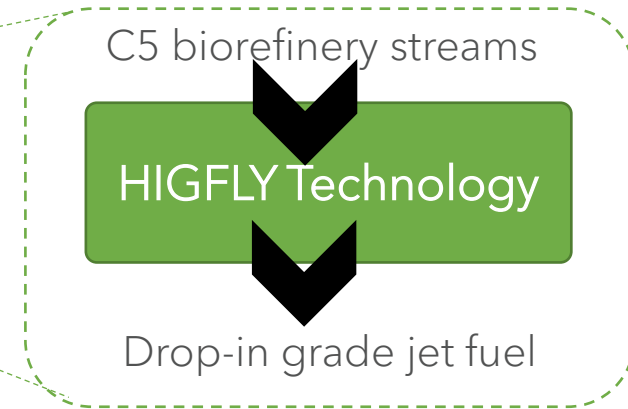 C5 biorefinery streams
HIGFLY Technology
Drop-in grade jet fuel